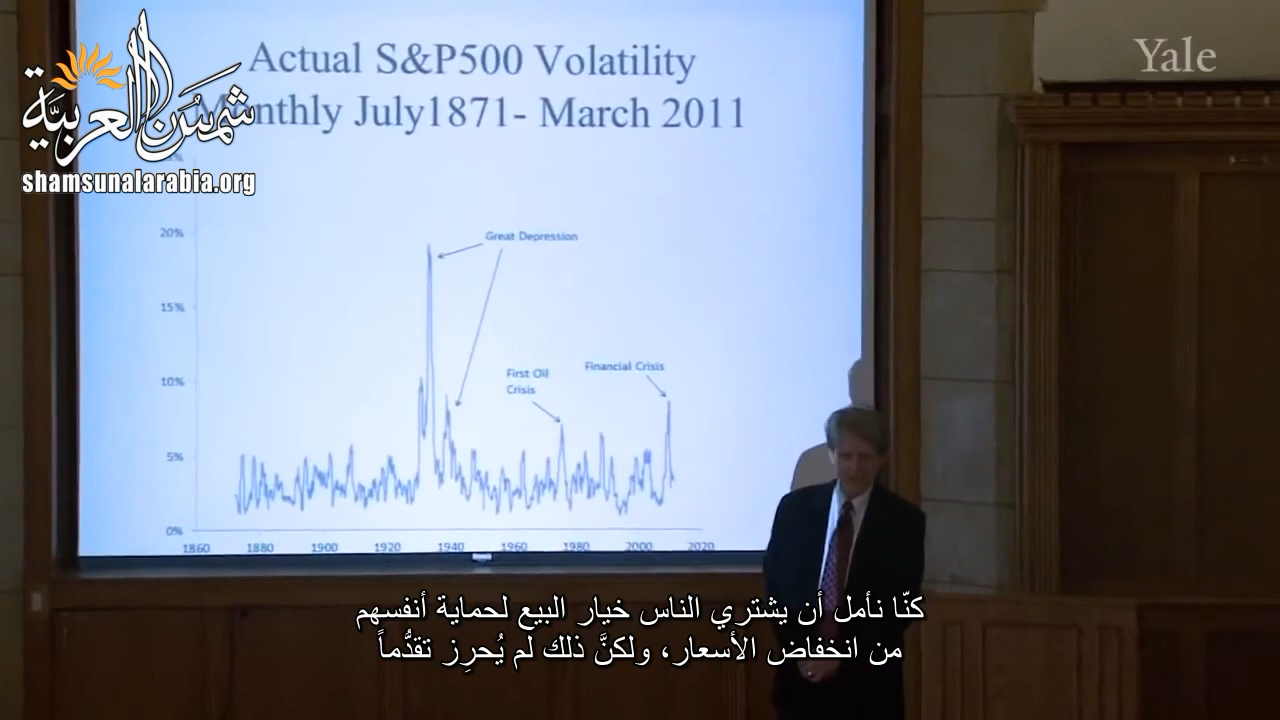 Actual S&P500 Volatility
Monthly July1871- March 2011
Yale
شمسُنا العربيَّة
shamsunalarabia.org
20%
15%
10%
5%
0%
Great Depression
First Oil
Crisis
Financial Crisis
1860 1880 1900 1920 1940 1960 1980 2000 2020
كنّا نأمل أن يشتري الناس خيار البيع لحماية أنفسهم
من انخفاض الأسعار، ولكنَّ ذلك لم يُحرِز تقدُّماً